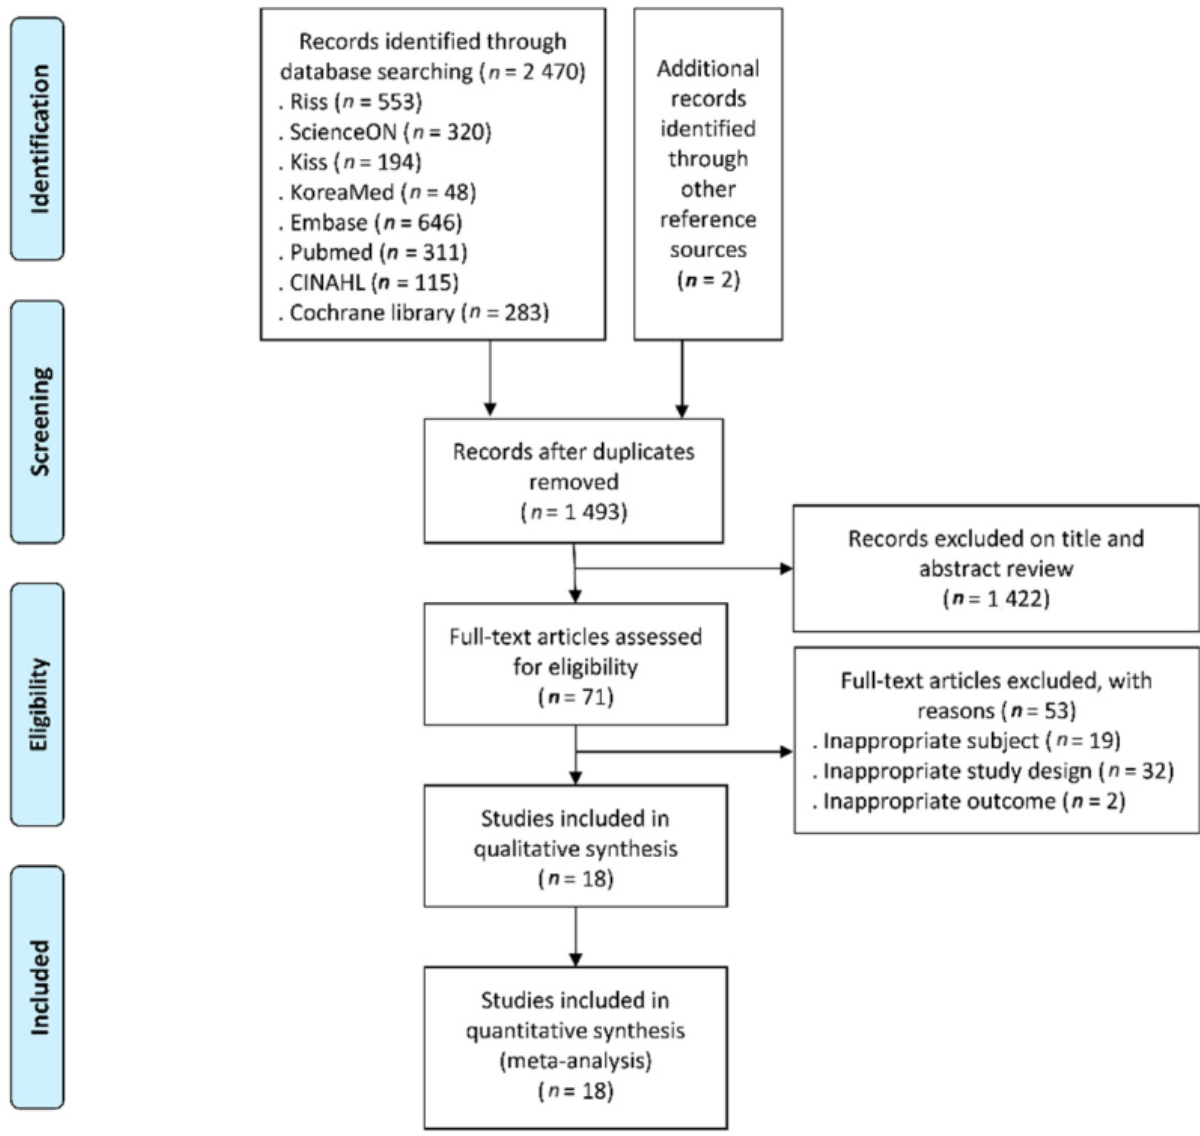 Identification
Records identified through
database searching (n = 2 470)
. Riss (n = 553)
. ScienceON (n = 320)
. Kiss (n = 194)
. KoreaMed (n = 48)
. Embase (n = 646)
. Pubmed (n = 311)
. CINAHL (n = 115)
. Cochrane library (n = 283)
Additional
records
identified
through
other
reference
sources
(n = 2)
Screening
Records after duplicates
removed
(n = 1 493)
Records excluded on title and
abstract review
(n = 1 422)
Eligibility
Full-text articles assessed
for eligibility
(n = 71)
Full-text articles excluded, with
reasons (n = 53)
. Inappropriate subject (n = 19)
. Inappropriate study design (n = 32)
. Inappropriate outcome (n = 2)
Studies included in
qualitative synthesis
(n = 18)
Included
Studies included in
quantitative synthesis
(meta-analysis)
(n = 18)